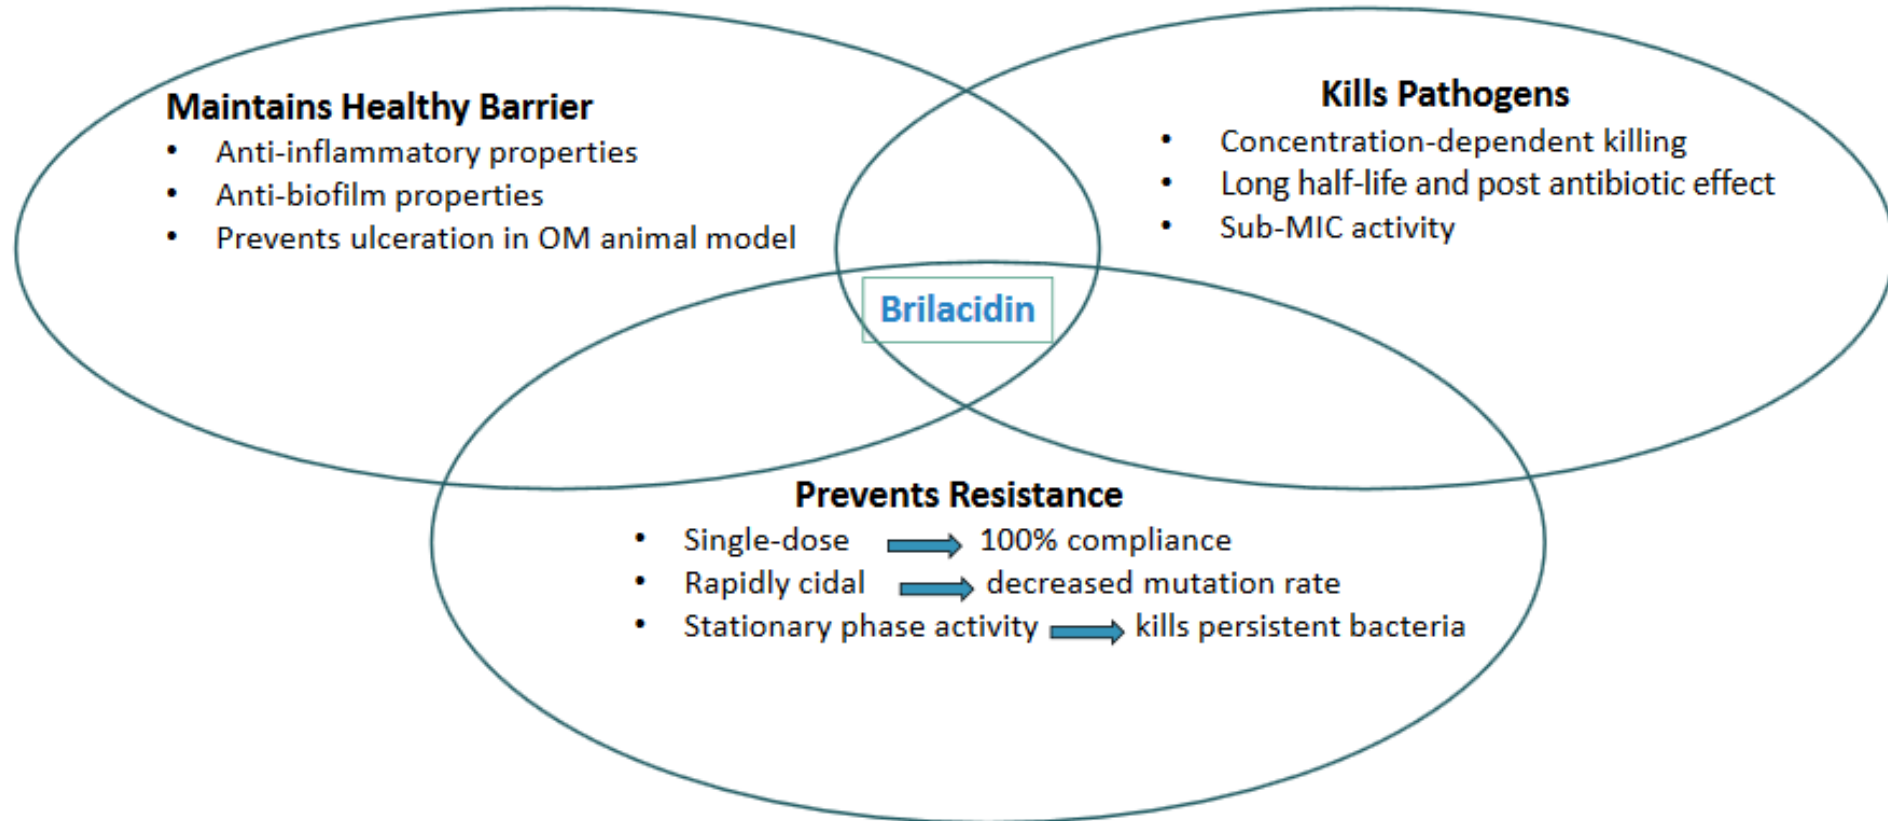 Maintains Healthy Barrier
• Anti-inflammatory properties
• Anti-biofilm properties
• Prevents ulceration in OM animal model
Kills Pathogens
• Concentration-dependent killing
• Long half-life and post antibiotic effect
• Sub-MIC activity
Brilacidin
Prevents Resistance
• Single-dose 100% compliance
• Rapidly cidal decreased mutation rate
• Stationary phase activity kills persistent bacteria